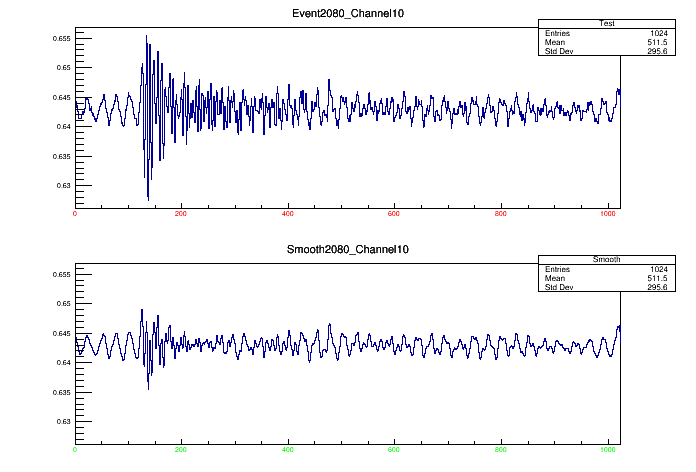 Event2080_Channel10
Test
Entries 1024
Mean 511.5
Std Dev 295.6
0.655
0.65
0.645
0.64
0.635
0.63
0 200 400 600 800 1000
Smooth2080_Channel10
Smooth
Entries 1024
Mean 511.5
Std Dev 295.6
0.655
0.65
0.645
0.64
0.635
0.63
0 200 400 600 800 1000